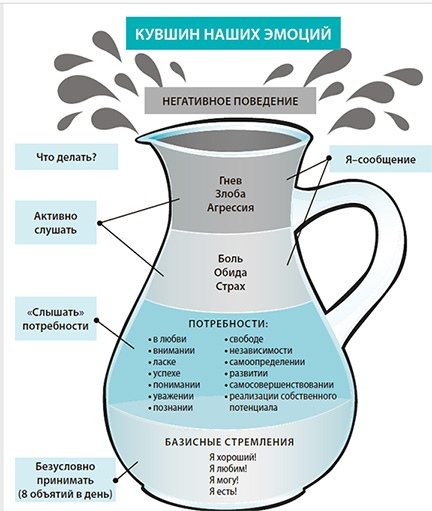 КУВШИН НАШИХ ЭМОЦИЙ
НЕГАТИВНОЕ ПОВЕДЕНИЕ
Что делать?
Я–сообщение
Гнев
Злоба
Агрессия
Активно
слушать
Боль
Обида
Страх
«Слышать»
потребности
ПОТРЕБНОСТИ:
• в любви
• внимании
• ласке
• успехе
• понимании
• уважении
• познании
• свободе
• независимости
• самоопределении
• развитии
• самосовершенствовании
• реализации собственного
потенциала
БАЗИСНЫЕ СТРЕМЛЕНИЯ
Я хороший!
Я любим!
Я могу!
Я есть!
Безусловно
принимать
(8 объятий в день)